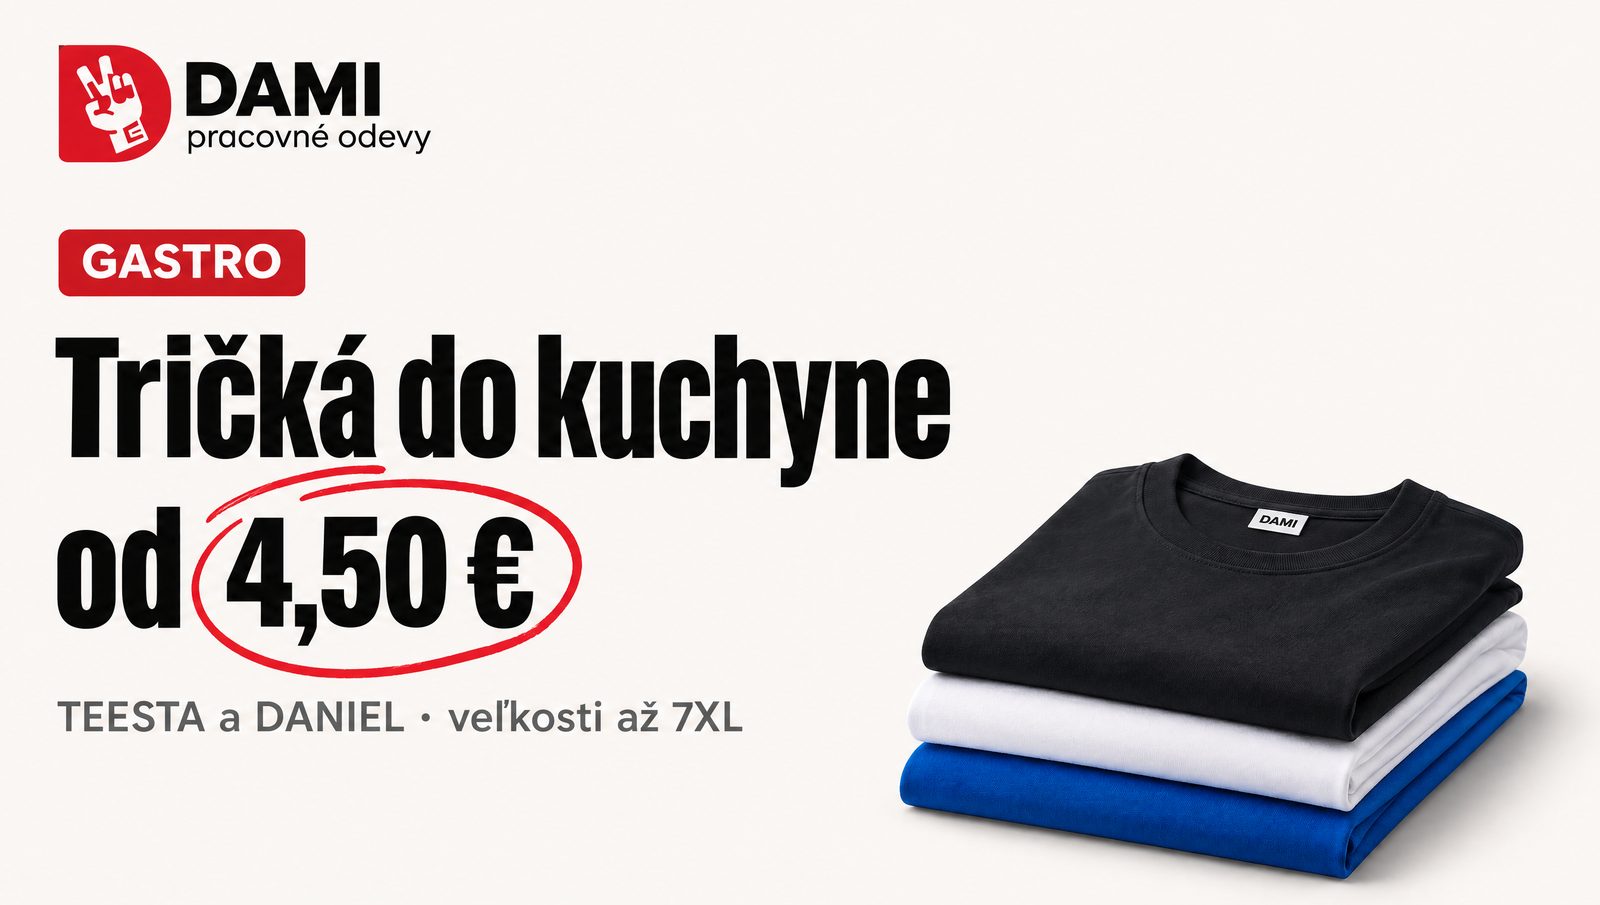 DAMI
pracovné odevy
GASTRO
Tričká do kuchyne
od 4,50 €
TEESTA a DANIEL • veľkosti až 7XL
DAMI